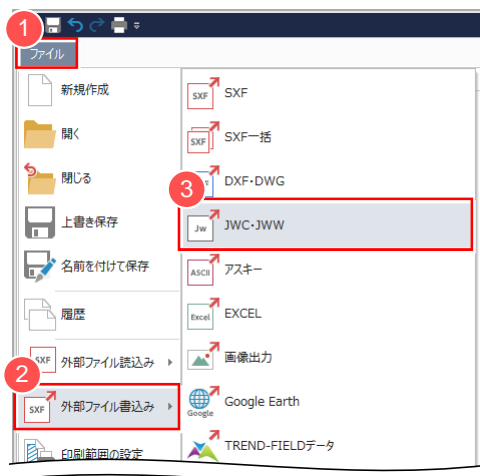 1
ファイル
新規作成
開く
閉じる
上書き保存
名前を付けて保存
履歴
SXF 外部ファイル読込み
2
SXF 外部ファイル書込み
印刷範囲の設定
SXF SXF
SXF SXF一括
DXF・DWG
3
Jw JWC・JWW
ASCII アスキー
Excel EXCEL
画像出力
Google Google Earth
TREND-FIELDデータ